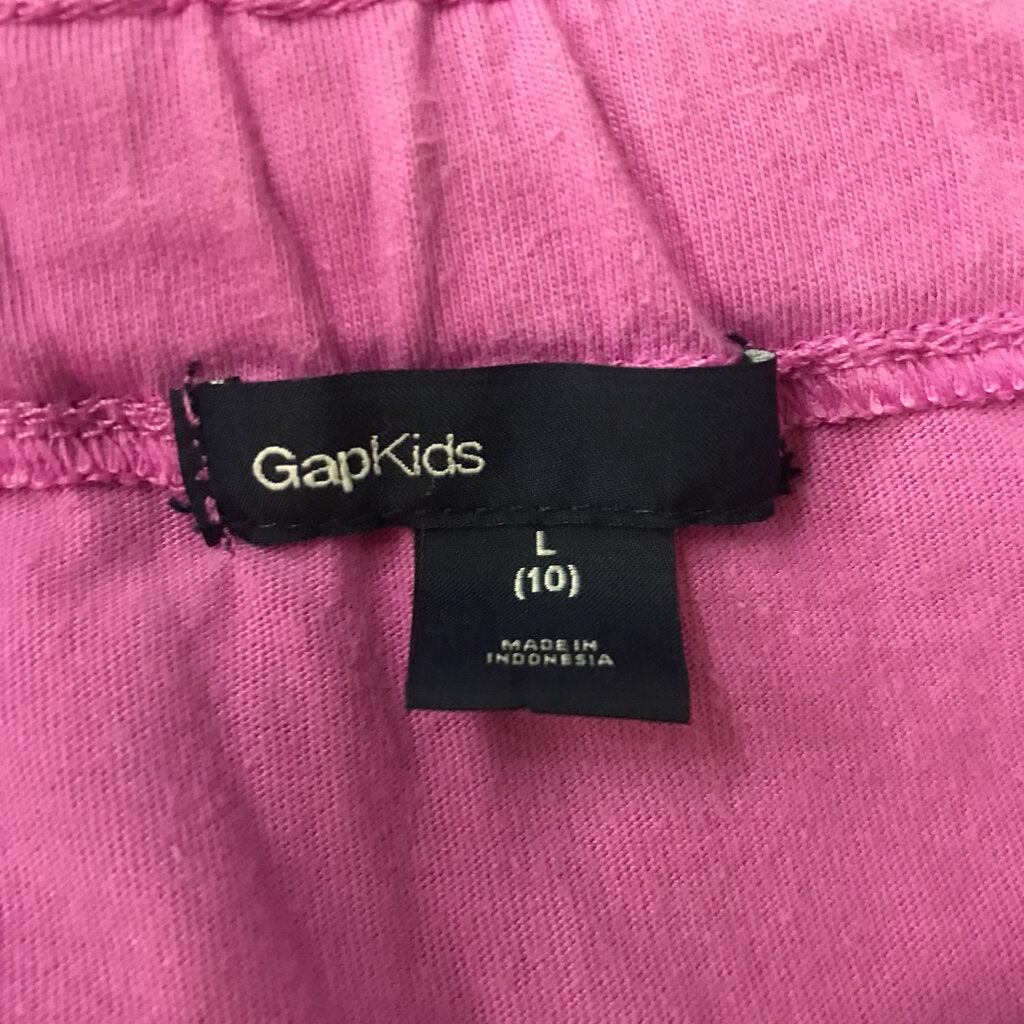 GapKids
L
(10)
MADE IN
INDONESIA